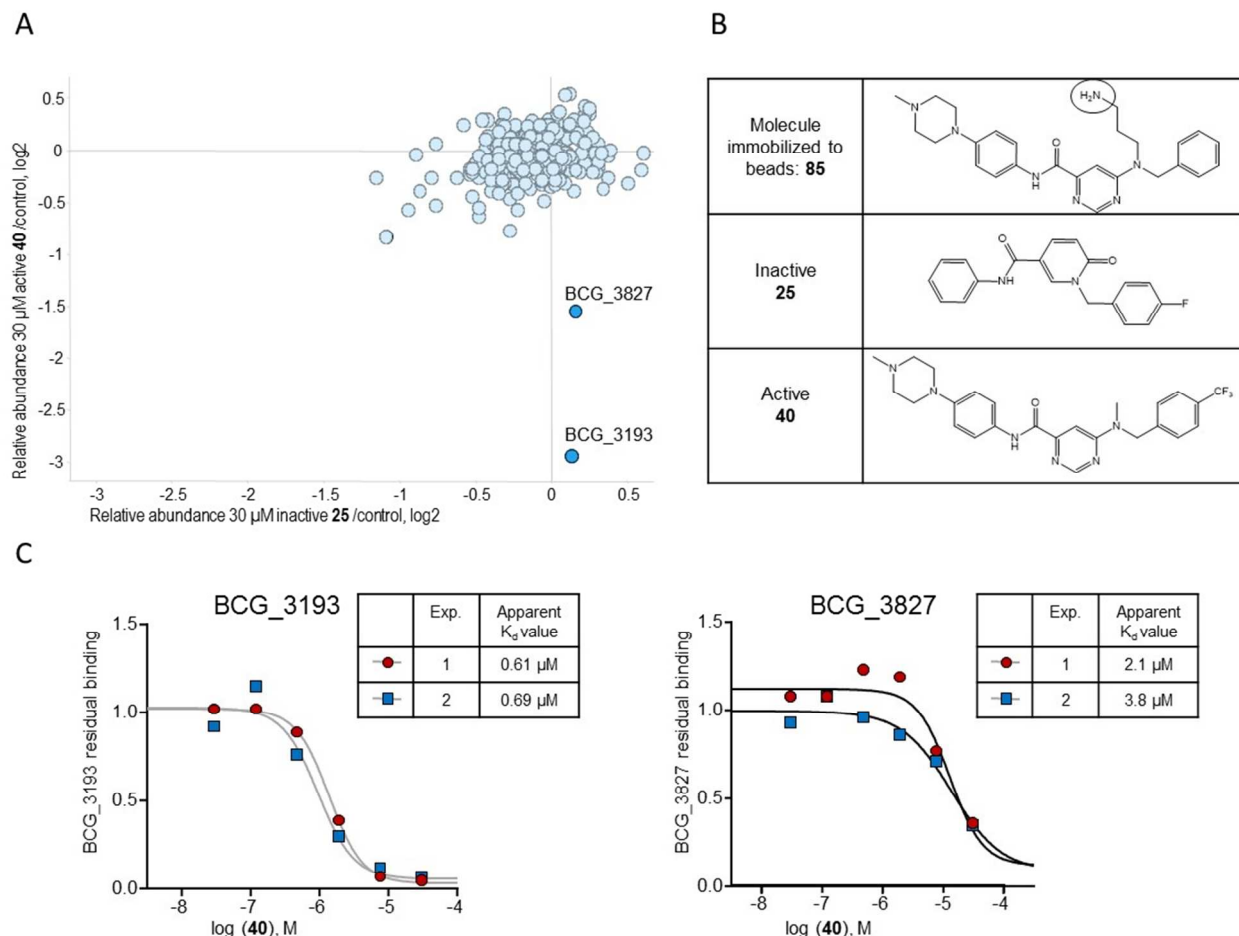 A
Relative abundance 30 µM active 40 /control, log2
0.5
0
-0.5
-1
-1.5
-2
-2.5
-3
BCG_3827
BCG_3193
-3
-2.5
-2
-1.5
-1
-0.5
0
0.5
Relative abundance 30 µM inactive 25 /control, log2
B
Molecule
immobilized to
beads: 85
H₂N
N
N
O
NH
N
N
N
Inactive
25
O
NH
N
O
F
Active
40
N
N
O
NH
N
N
N
CF₃
C
BCG_3193
Exp.
Apparent
Kd value
1
0.61 µM
2
0.69 µM
BCG_3193 residual binding
1.5
1.0
0.5
0.0
-8
-7
-6
-5
-4
log (40), M
BCG_3827
Exp.
Apparent
Kd value
1
2.1 µM
2
3.8 µM
BCG_3827 residual binding
1.5
1.0
0.5
0.0
-8
-7
-6
-5
-4
log (40), M